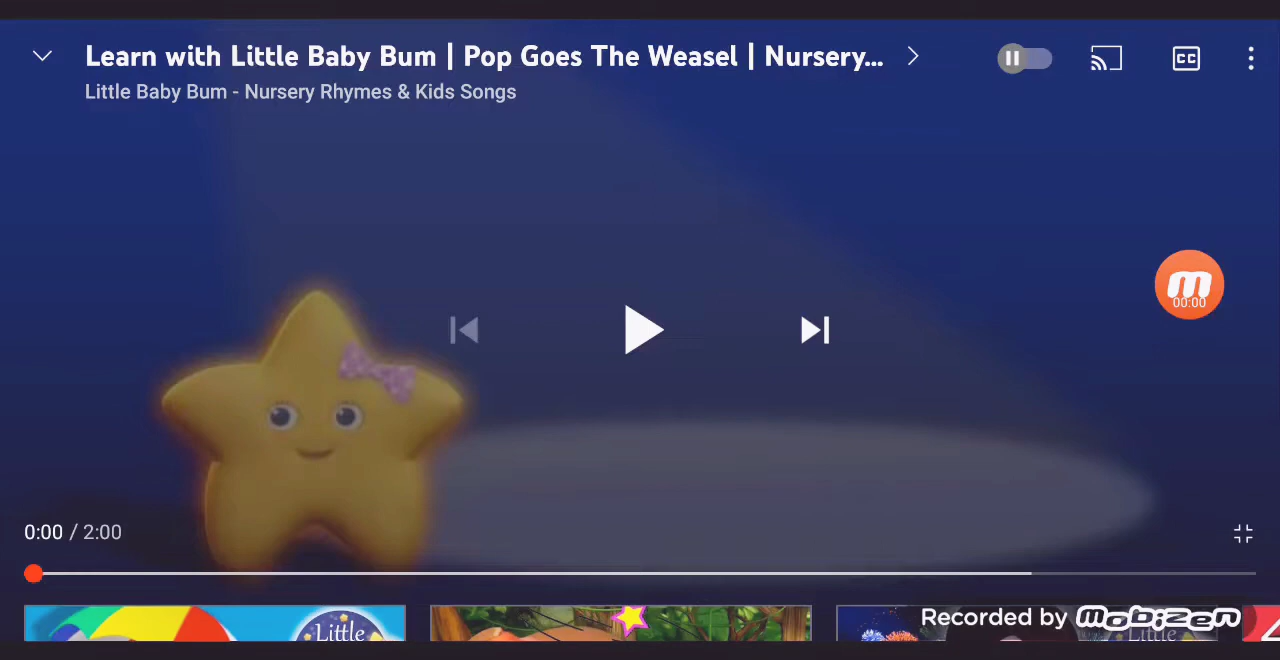 Learn with Little Baby Bum | Pop Goes The Weasel | Nursery...
Little Baby Bum - Nursery Rhymes & Kids Songs
CC
m
00:00
0:00 / 2:00
Little
Little
Recorded by mobizen